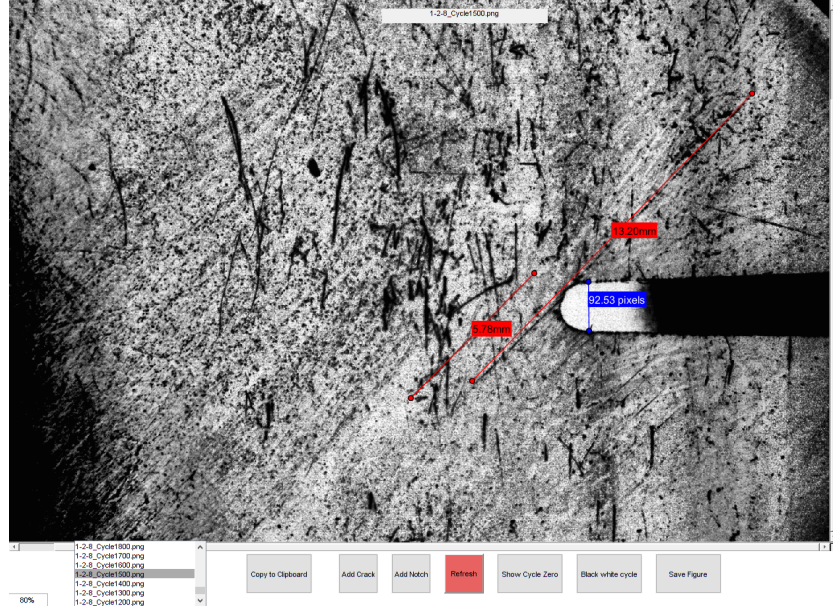 1-2-8_Cycle1500.png
13.20mm
92.53 pixels
5.78mm
1-2-8_Cycle1800.png
1-2-8_Cycle1700.png
1-2-8_Cycle1600.png
1-2-8_Cycle1500.png
1-2-8_Cycle1400.png
1-2-8_Cycle1300.png
1-2-8_Cycle1200.png
Copy to Clipboard
Add Crack
Add Notch
Refresh
Show Cycle Zero
Black white cycle
Save Figure
80%